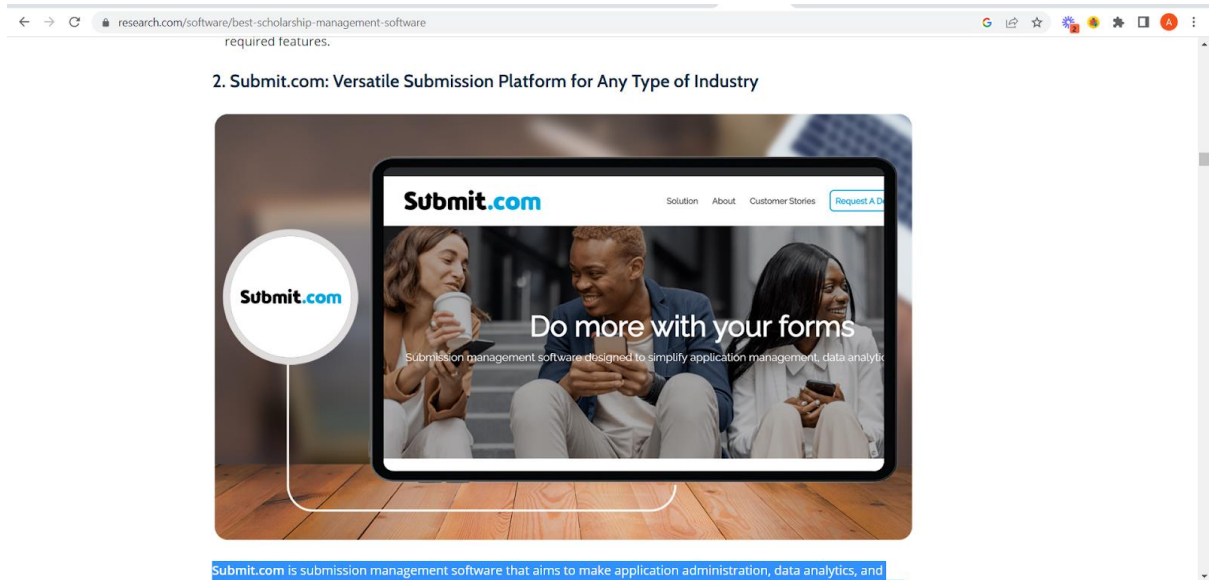 research.com/software/best-scholarship-management-software
G
2
A
required features.
2. Submit.com: Versatile Submission Platform for Any Type of Industry
Submit.com
Solution About Customer Stories Request A De
Submit.com
Do more with your forms
Submission management software designed to simplify application management, data analytic
Submit.com is submission management software that aims to make application administration, data analytics, and